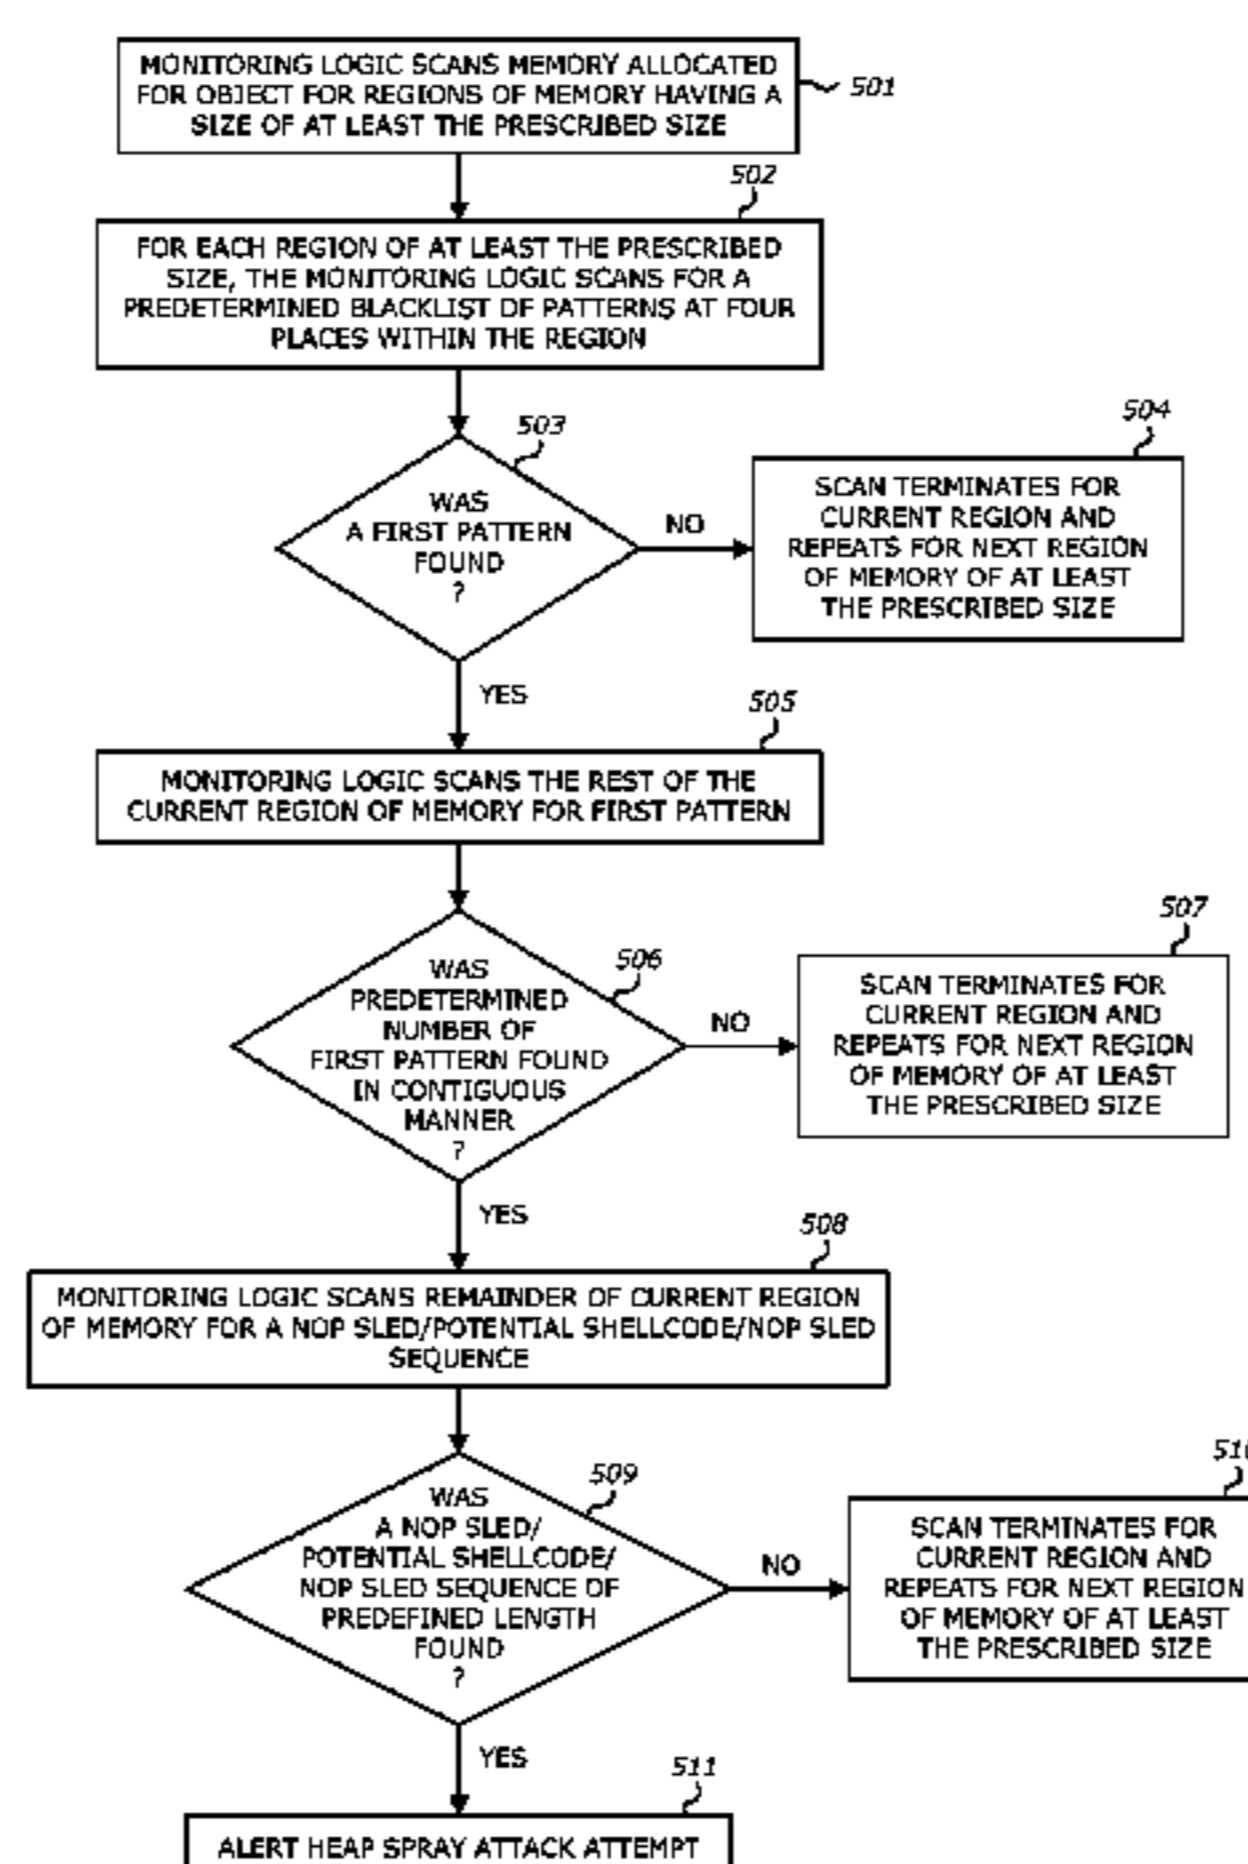 MONITORING LOGIC SCANS MEMORY ALLOCATED
FOR OBJECT FOR REGIONS OF MEMORY HAVING A
SIZE OF AT LEAST THE PRESCRIBED SIZE
501
502
FOR EACH REGION OF AT LEAST THE PRESCRIBED
SIZE, THE MONITORING LOGIC SCANS FOR A
PREDETERMINED BLACKLIST OF PATTERNS AT FOUR
PLACES WITHIN THE REGION
503
WAS
A FIRST PATTERN
FOUND
?
NO
504
SCAN TERMINATES FOR
CURRENT REGION AND
REPEATS FOR NEXT REGION
OF MEMORY OF AT LEAST
THE PRESCRIBED SIZE
YES
505
MONITORING LOGIC SCANS THE REST OF THE
CURRENT REGION OF MEMORY FOR FIRST PATTERN
506
WAS
PREDETERMINED
NUMBER OF
FIRST PATTERN FOUND
IN CONTIGUOUS
MANNER
?
NO
507
SCAN TERMINATES FOR
CURRENT REGION AND
REPEATS FOR NEXT REGION
OF MEMORY OF AT LEAST
THE PRESCRIBED SIZE
YES
508
MONITORING LOGIC SCANS REMAINDER OF CURRENT REGION
OF MEMORY FOR A NOP SLED/POTENTIAL SHELLCODE/NOP SLED
SEQUENCE
509
WAS
A NOP SLED/
POTENTIAL SHELLCODE/
NOP SLED SEQUENCE OF
PREDEFINED LENGTH
FOUND
?
NO
SCAN TERMINATES FOR
CURRENT REGION AND
REPEATS FOR NEXT REGION
OF MEMORY OF AT LEAST
THE PRESCRIBED SIZE
YES
511
ALERT HEAP SPRAY ATTACK ATTEMPT